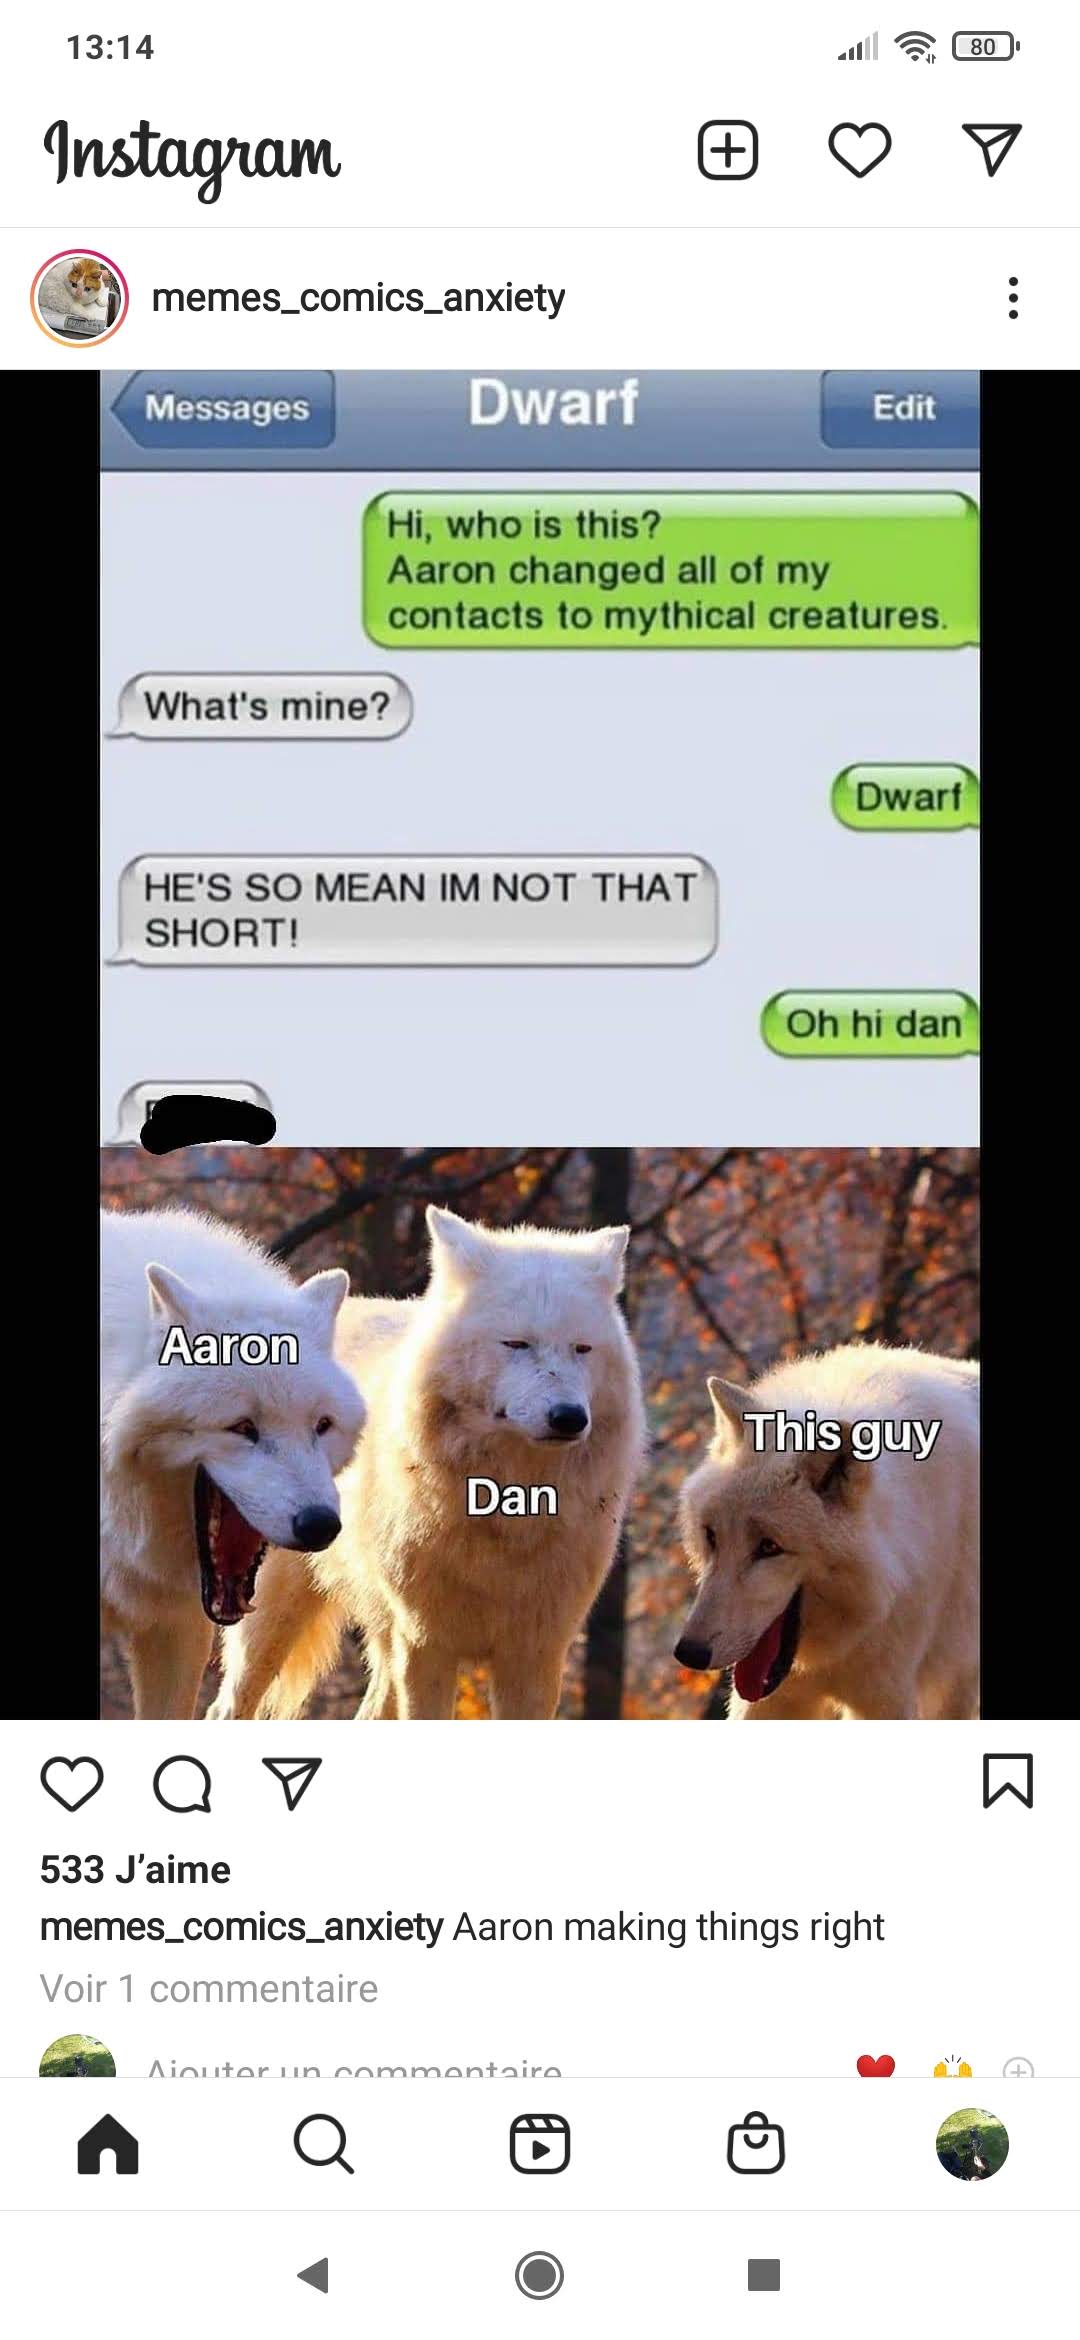 13:14
80
Instagram
memes_comics_anxiety
Messages
Dwarf
Edit
Hi, who is this?
Aaron changed all of my
contacts to mythical creatures.
What's mine?
Dwarf
HE'S SO MEAN IM NOT THAT
SHORT!
Oh hi dan
Aaron
This guy
Dan
533 J'aime
memes_comics_anxiety Aaron making things right
Voir 1 commentaire
Ajouter un commentaire